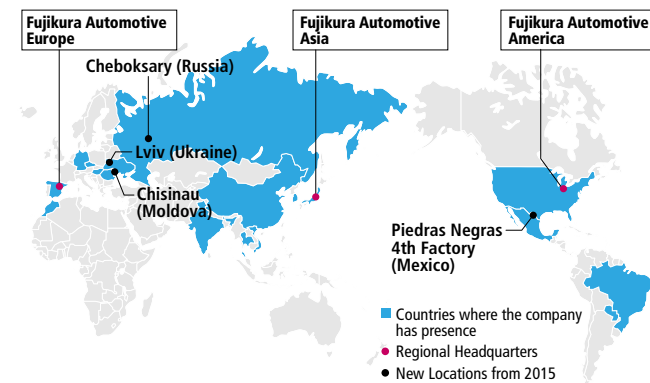 Fujikura Automotive
Europe
Fujikura Automotive
Asia
Fujikura Automotive
America
Cheboksary (Russia)
Lviv (Ukraine)
Chisinau
(Moldova)
Piedras Negras
4th Factory
(Mexico)
Countries where the company
has presence
Regional Headquarters
New Locations from 2015